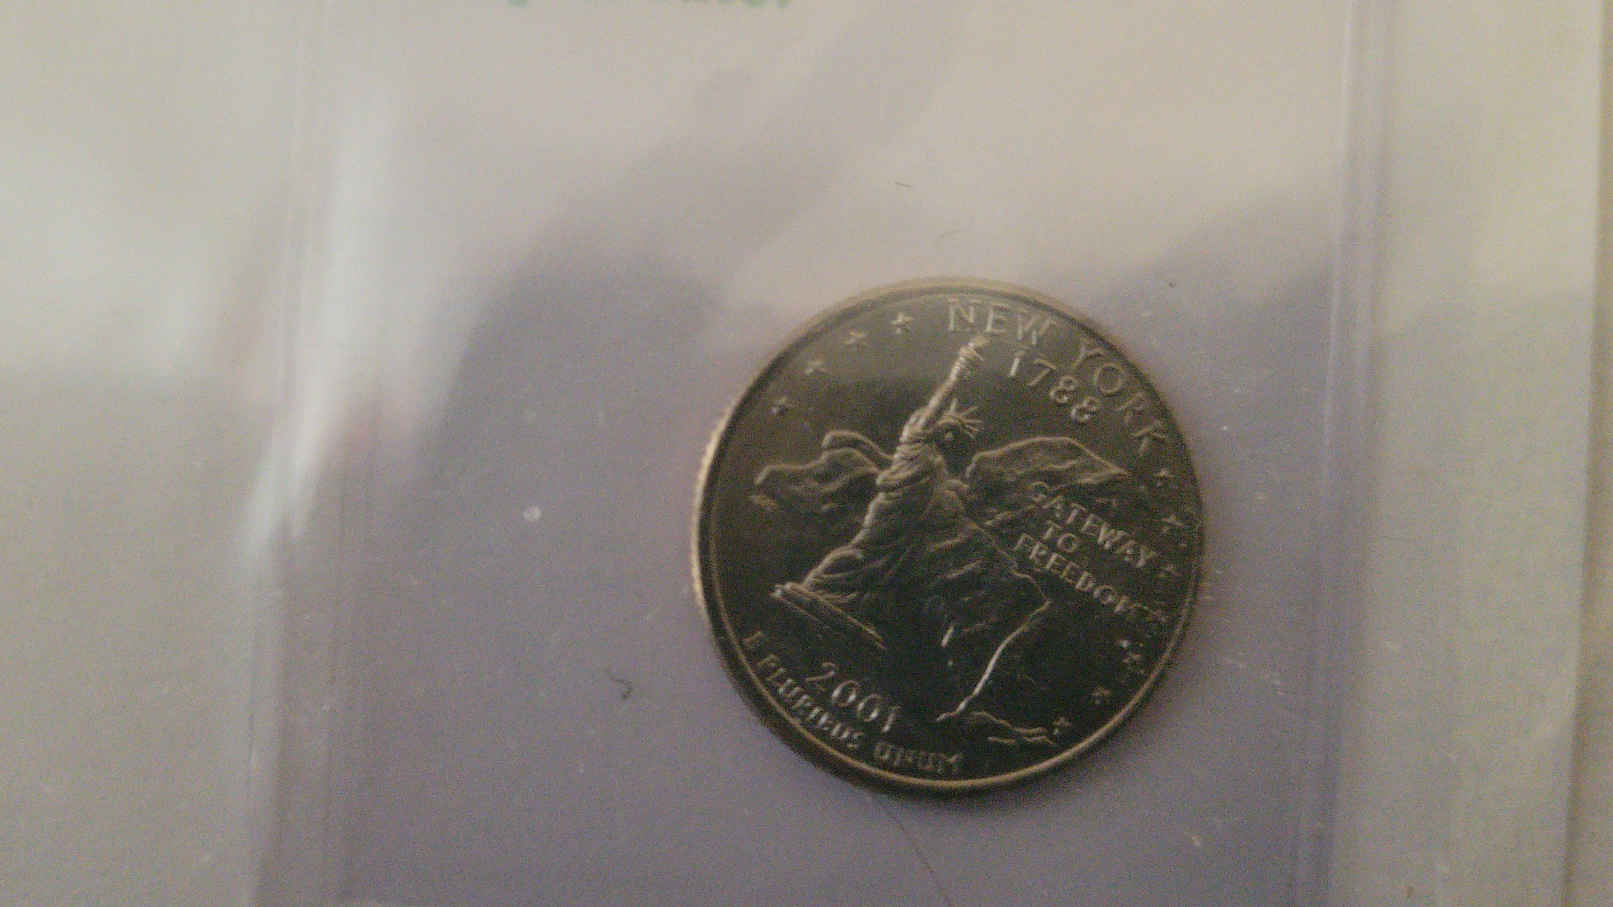 NEW YORK
1788
GATEWAY
TO
FREEDOM
2001
E PLURIBUS UNUM